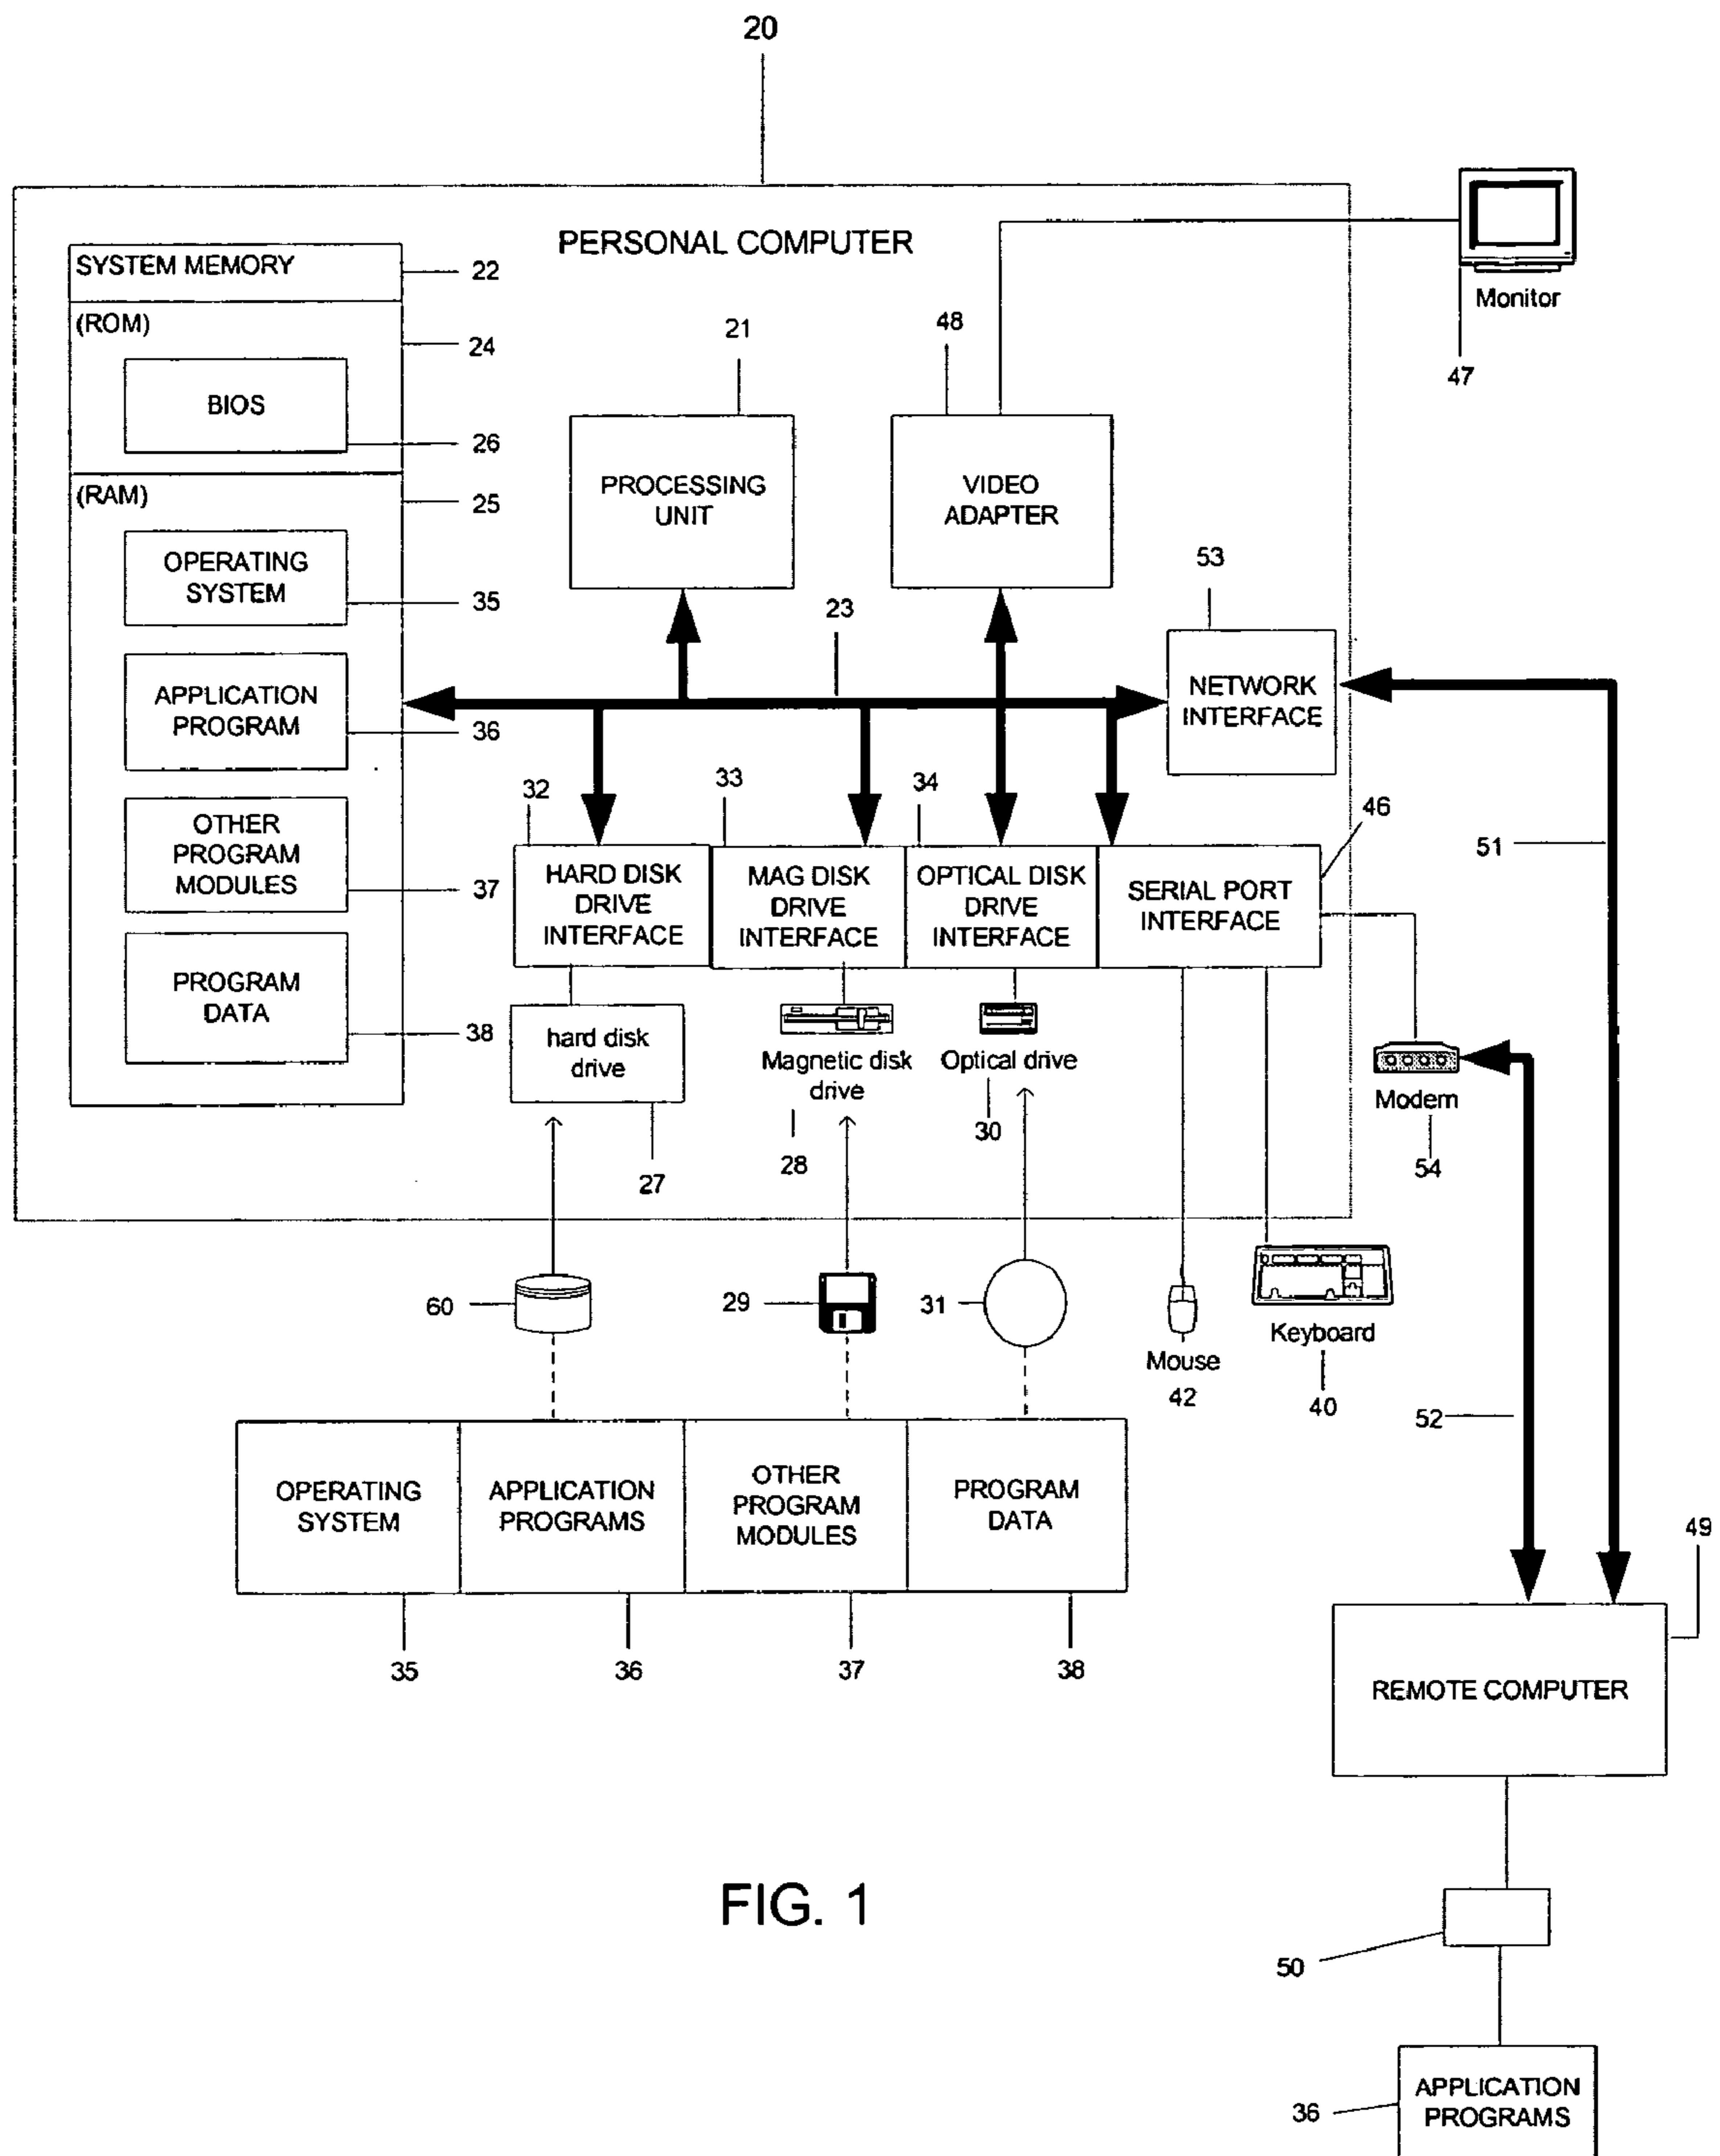 20
PERSONAL COMPUTER
SYSTEM MEMORY
22
(ROM)
24
BIOS
26
(RAM)
25
OPERATING
SYSTEM
35
APPLICATION
PROGRAM
36
OTHER
PROGRAM
MODULES
37
PROGRAM
DATA
38
21
PROCESSING
UNIT
48
VIDEO
ADAPTER
Monitor
47
23
53
NETWORK
INTERFACE
32
HARD DISK
DRIVE
INTERFACE
33
MAG DISK
DRIVE
INTERFACE
34
OPTICAL DISK
DRIVE
INTERFACE
46
SERIAL PORT
INTERFACE
51
hard disk
drive
27
Magnetic disk
drive
28
Optical drive
30
Modem
54
60
29
31
Mouse
42
Keyboard
40
52
OPERATING
SYSTEM
APPLICATION
PROGRAMS
OTHER
PROGRAM
MODULES
PROGRAM
DATA
35
36
37
38
49
REMOTE COMPUTER
FIG. 1
50
36
APPLICATION
PROGRAMS